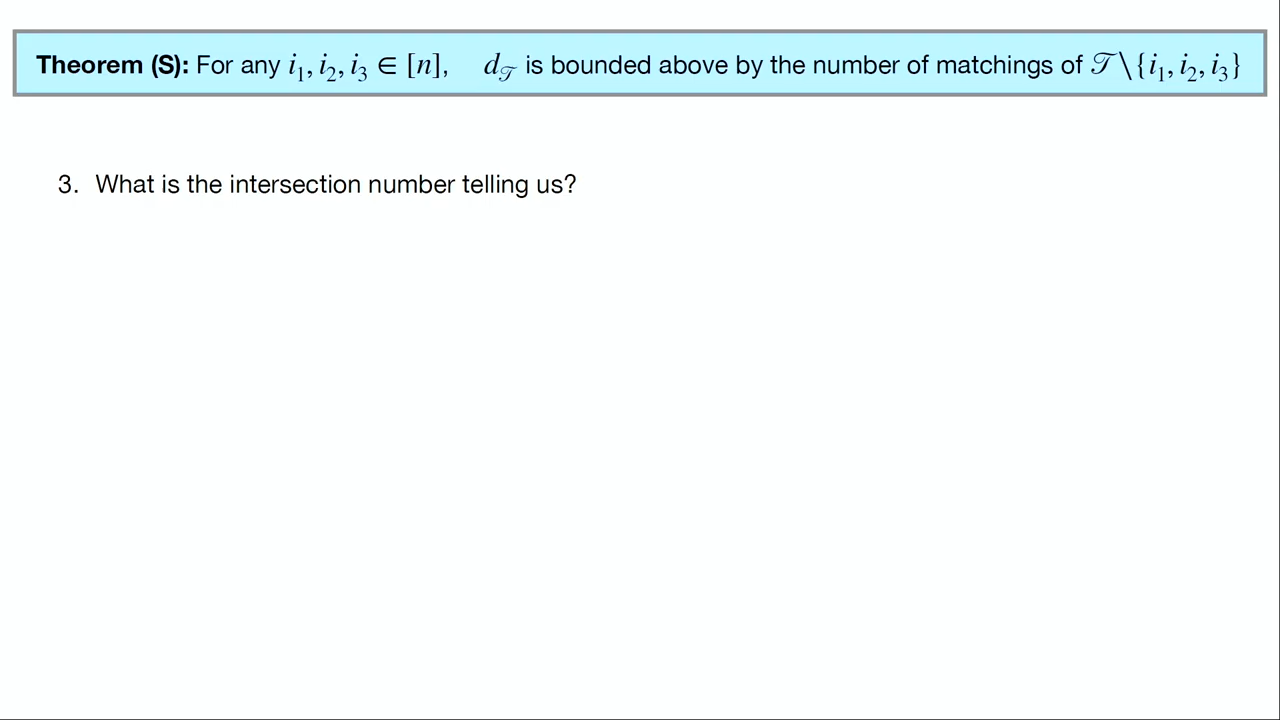 Theorem (S): For any i₁, i₂, i₃ ∈ [n], d_𝒯 is bounded above by the number of matchings of 𝒯∖{i₁, i₂, i₃}
3. What is the intersection number telling us?